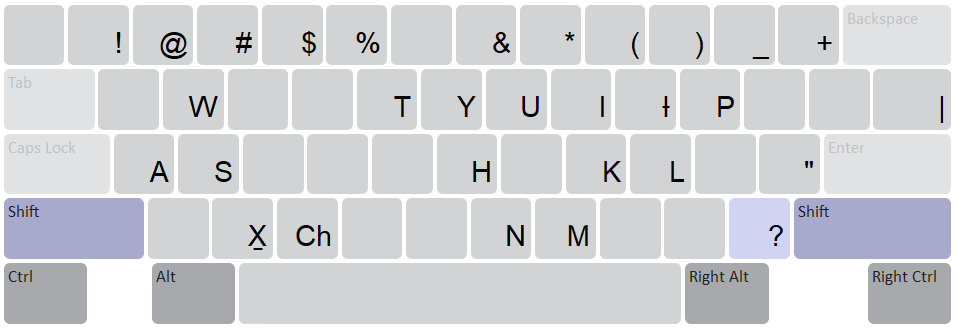 ! @ # $ % & * ( ) _ + Backspace
Tab W T Y U I Ɨ P |
Caps Lock A S H K L " Enter
Shift X̱ Ch N M ? Shift
Ctrl Alt Right Alt Right Ctrl